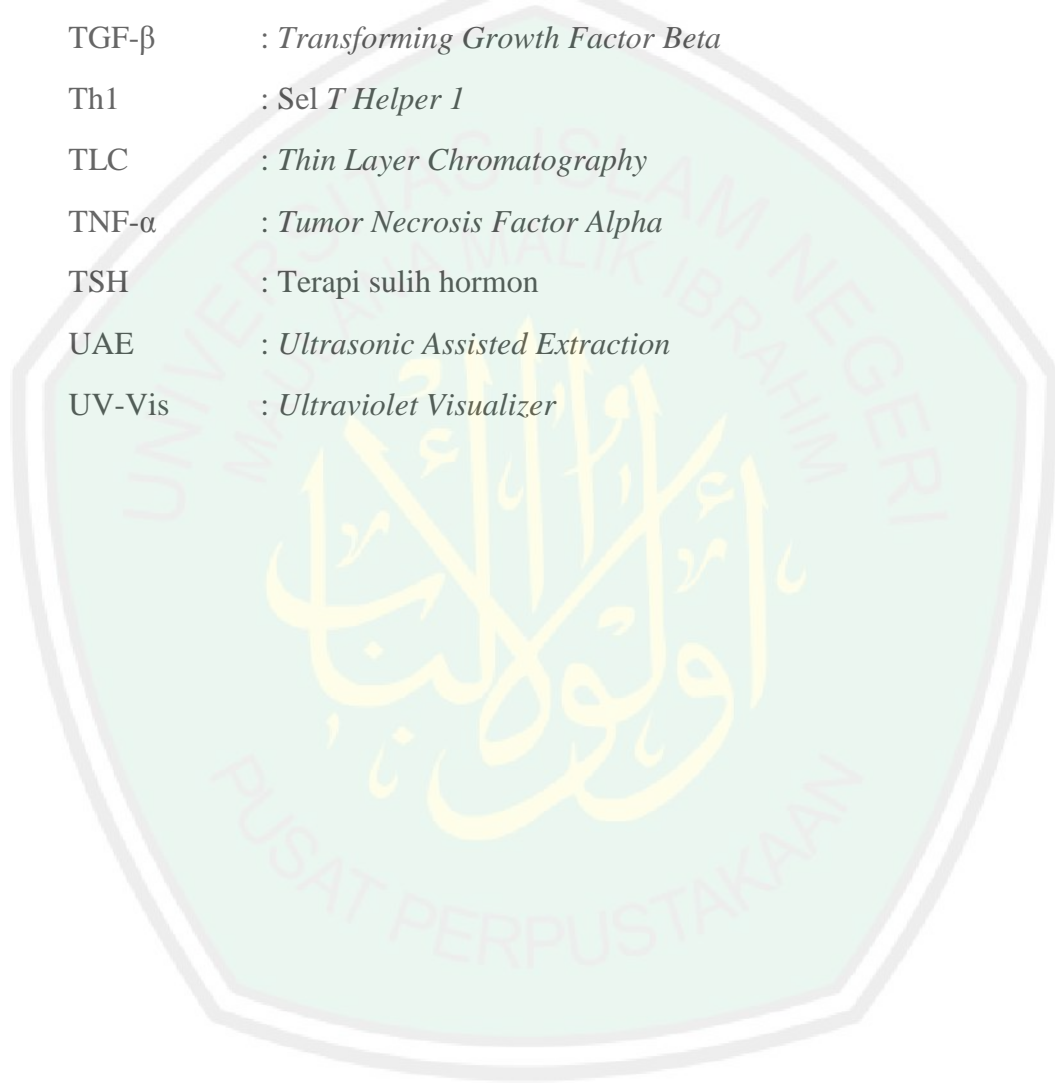 TGF-β : Transforming Growth Factor Beta
Th1 : Sel T Helper 1
TLC : Thin Layer Chromatography
TNF-α : Tumor Necrosis Factor Alpha
TSH : Terapi sulih hormon
UAE : Ultrasonic Assisted Extraction
UV-Vis : Ultraviolet Visualizer
UNIVERSITAS ISLAM NEGERI
MAULANA MALIK IBRAHIM
أولو الألباب
PUSAT PERPUSTAKAAN